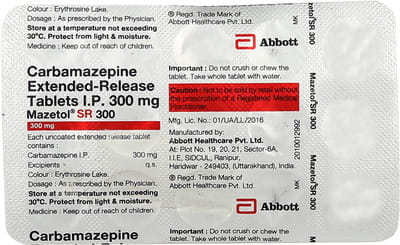 Colour : Erythrosine Lake.
Dosage : As prescribed by the Physician.
Store at a temperature not exceeding
30°C. Protect from light & moisture.
Medicine : Keep out of reach of children.
Carbamazepine
Extended-Release
Tablets I.P. 300 mg
Mazetol® SR 300
300 mg
Each uncoated extended release tablet
contains :
Carbamazepine I.P. 300 mg
Excipients - q.s.
Colour : Erythrosine Lake.
Dosage : As prescribed by the Physician.
Store at a temperature not exceeding
30°C. Protect from light & moisture.
Medicine : Keep out of reach of children.
Carbamazepine
® Regd. Trade Mark of
Abbott Healthcare Pvt. Ltd.
Abbott
Important : Do not crush or chew the
tablet. Take whole tablet with water.
Caution : Not to be sold by retail without
the prescription of a Registered Medical
Practitioner.
Mfg. Lic. No.: 01/UA/LL/2016
Manufactured by:
Abbott Healthcare Pvt. Ltd.
At: Plot No. 19, 20, 21, Sector-6A,
I.I.E, SIDCUL, Ranipur,
Haridwar - 249403, (Uttarakhand), India.
® Regd. Trade Mark of
Abbott Healthcare Pvt. Ltd.
Abbott
Important : Do not crush or chew the
tablet. Take whole tablet with water.
MK
Mazetol® SR 300
2010012992
MK
Mazetol® SR 300